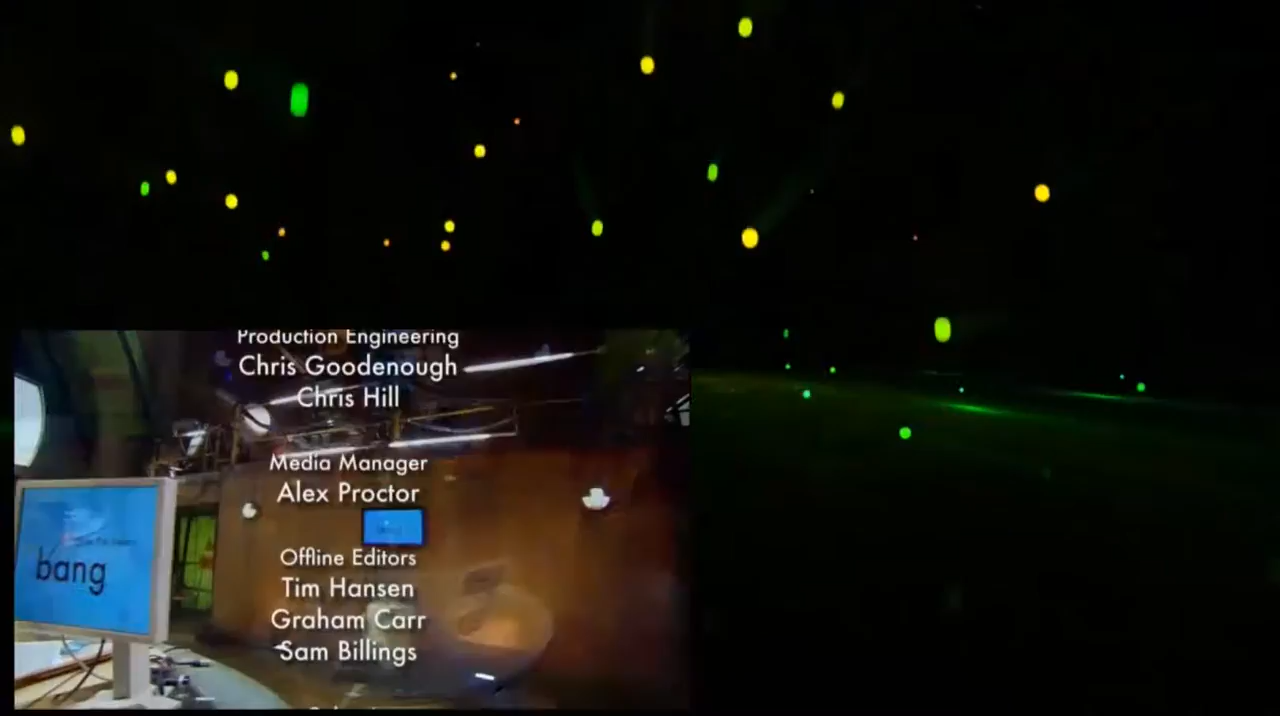 Production Engineering
Chris Goodenough
Chris Hill
Media Manager
Alex Proctor
Offline Editors
Tim Hansen
Graham Carr
Sam Billings
bang